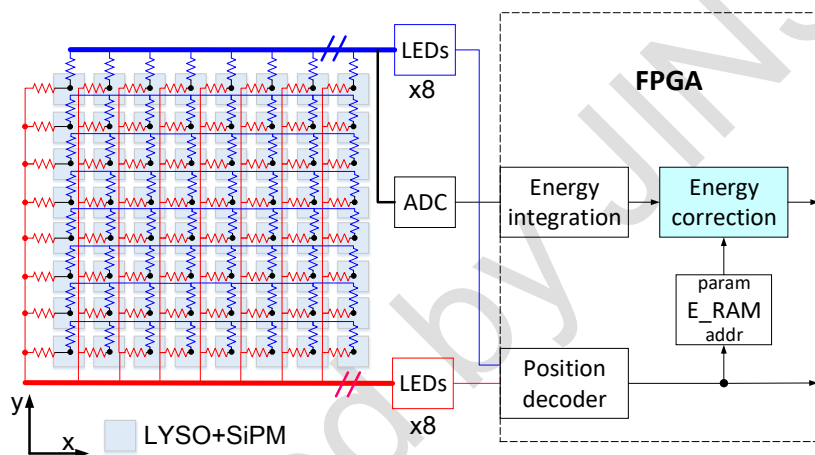 LEDs
x8
FPGA
ADC
Energy
integration
Energy
correction
param
E_RAM
addr
LEDs
x8
Position
decoder
y
x
LYSO+SiPM